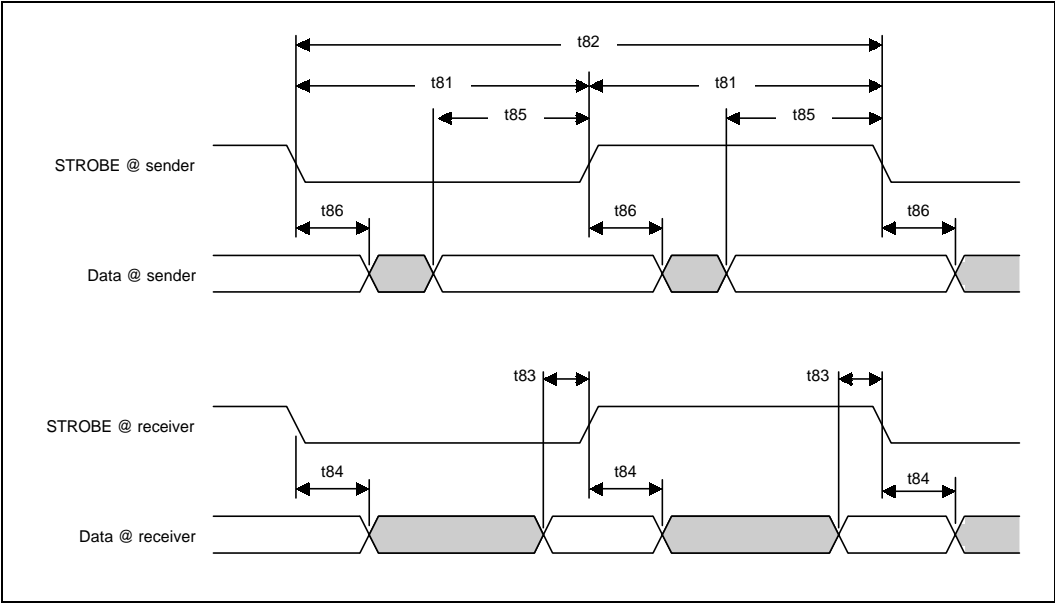 t82
t81 t81
t85 t85
STROBE @ sender
t86 t86 t86
Data @ sender
t83 t83
STROBE @ receiver
t84 t84 t84
Data @ receiver